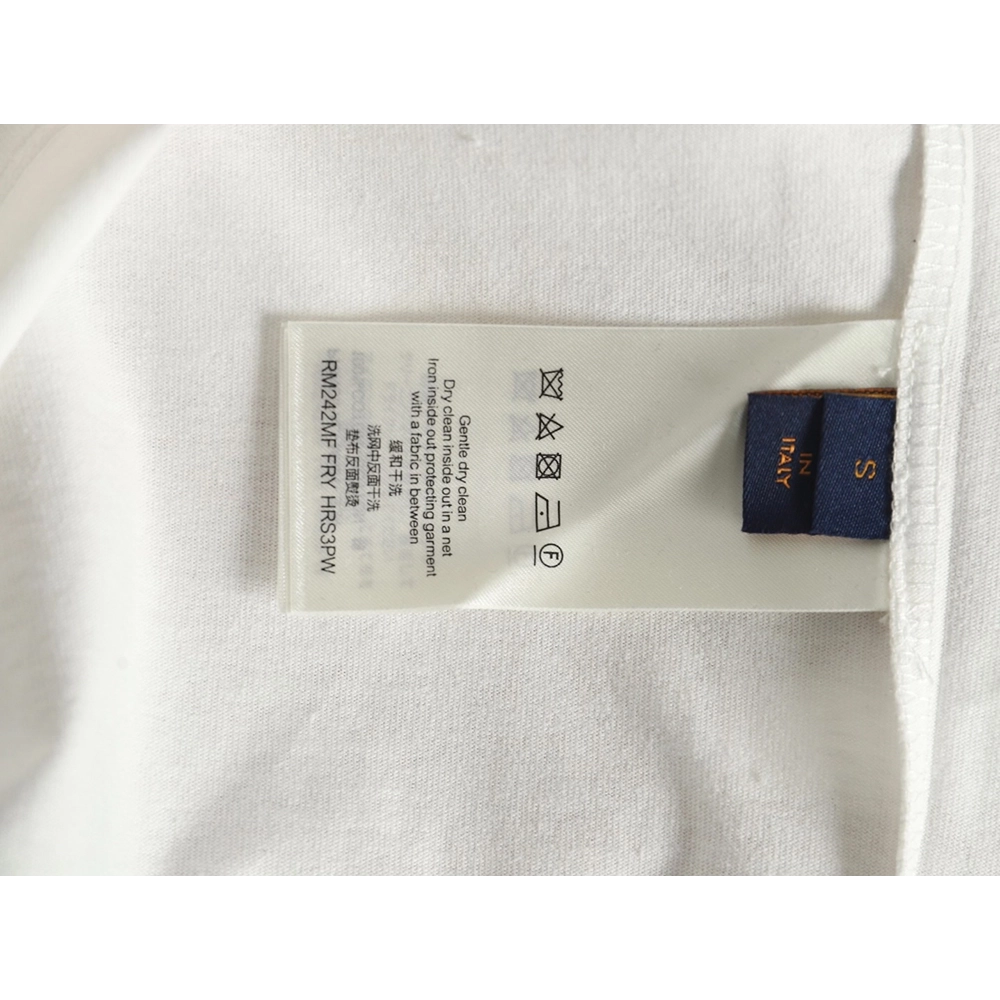 Gentle dry clean
Dry clean inside out in a net
Iron inside out protecting garment
with a fabric in between
缓和干洗
洗网中反面干洗
垫布反面熨烫
RM242MF FRY HRS3PW
F
S
IN
ITALY